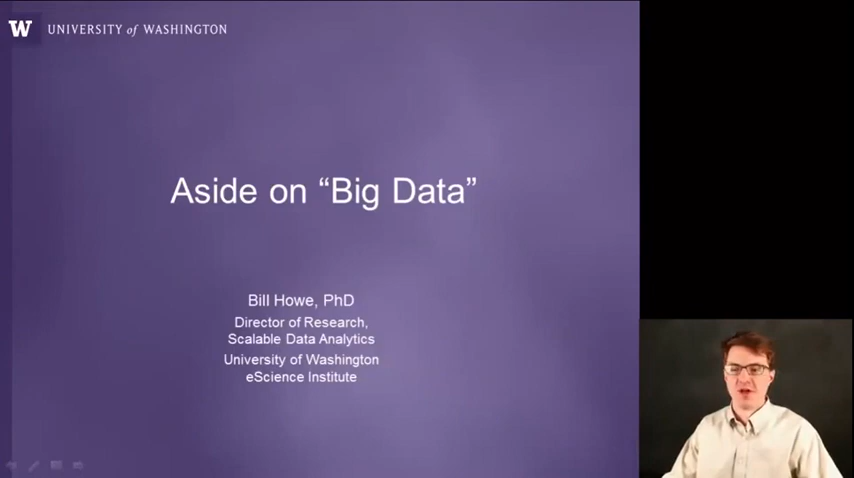 W UNIVERSITY of WASHINGTON
Aside on “Big Data”
Bill Howe, PhD
Director of Research,
Scalable Data Analytics
University of Washington
eScience Institute